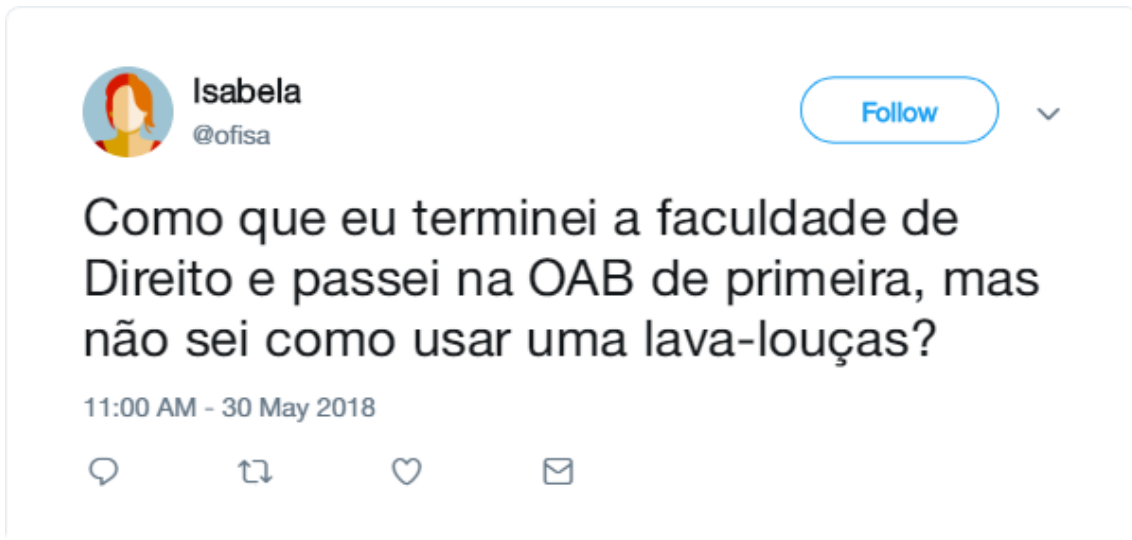 Isabela
@ofisa
Follow
Como que eu terminei a faculdade de
Direito e passei na OAB de primeira, mas
não sei como usar uma lava-louças?
11:00 AM - 30 May 2018